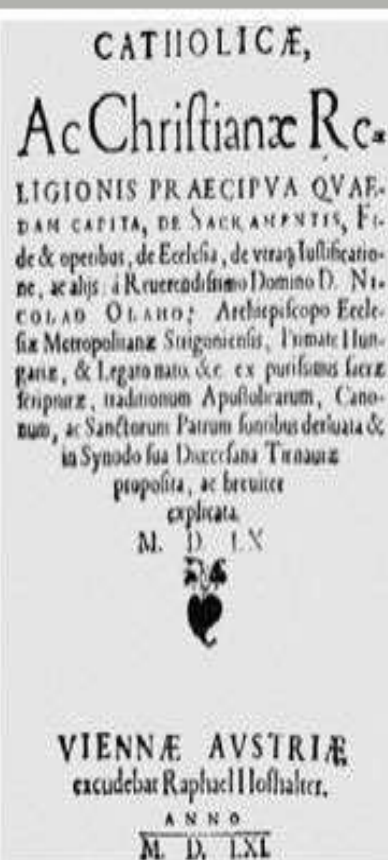 CATHOLICÆ,
Ac Chriſtianæ Re-
LIGIONIS PRAECIPVA QVAE-
DAM CAPITA, DE SACRAMENTIS, FI-
de & operibus, de Eccleſia, de vtraq́ Iuſtificatio-
ne, ac alijs: à Reuerendiſſimo Domino D. NI-
COLAO OLAHO: Archiepiſcopo Eccle-
ſiæ Metropolitanæ Strigonienſis, Primate Hun-
gariæ, & Legato nato. &c. ex puriſſimis ſacræ
ſcripturæ, traditionum Apoſtolicarum, Cano-
num, ac Sanctorum Patrum fontibus deriuata &
in Synodo ſua Diœceſana Tirnauiæ
propoſita, ac breuiter
explicata.
M. D. LX
VIENNÆ AVSTRIÆ
excudebat Raphael Hofhalter.
ANNO
M. D. LXI.